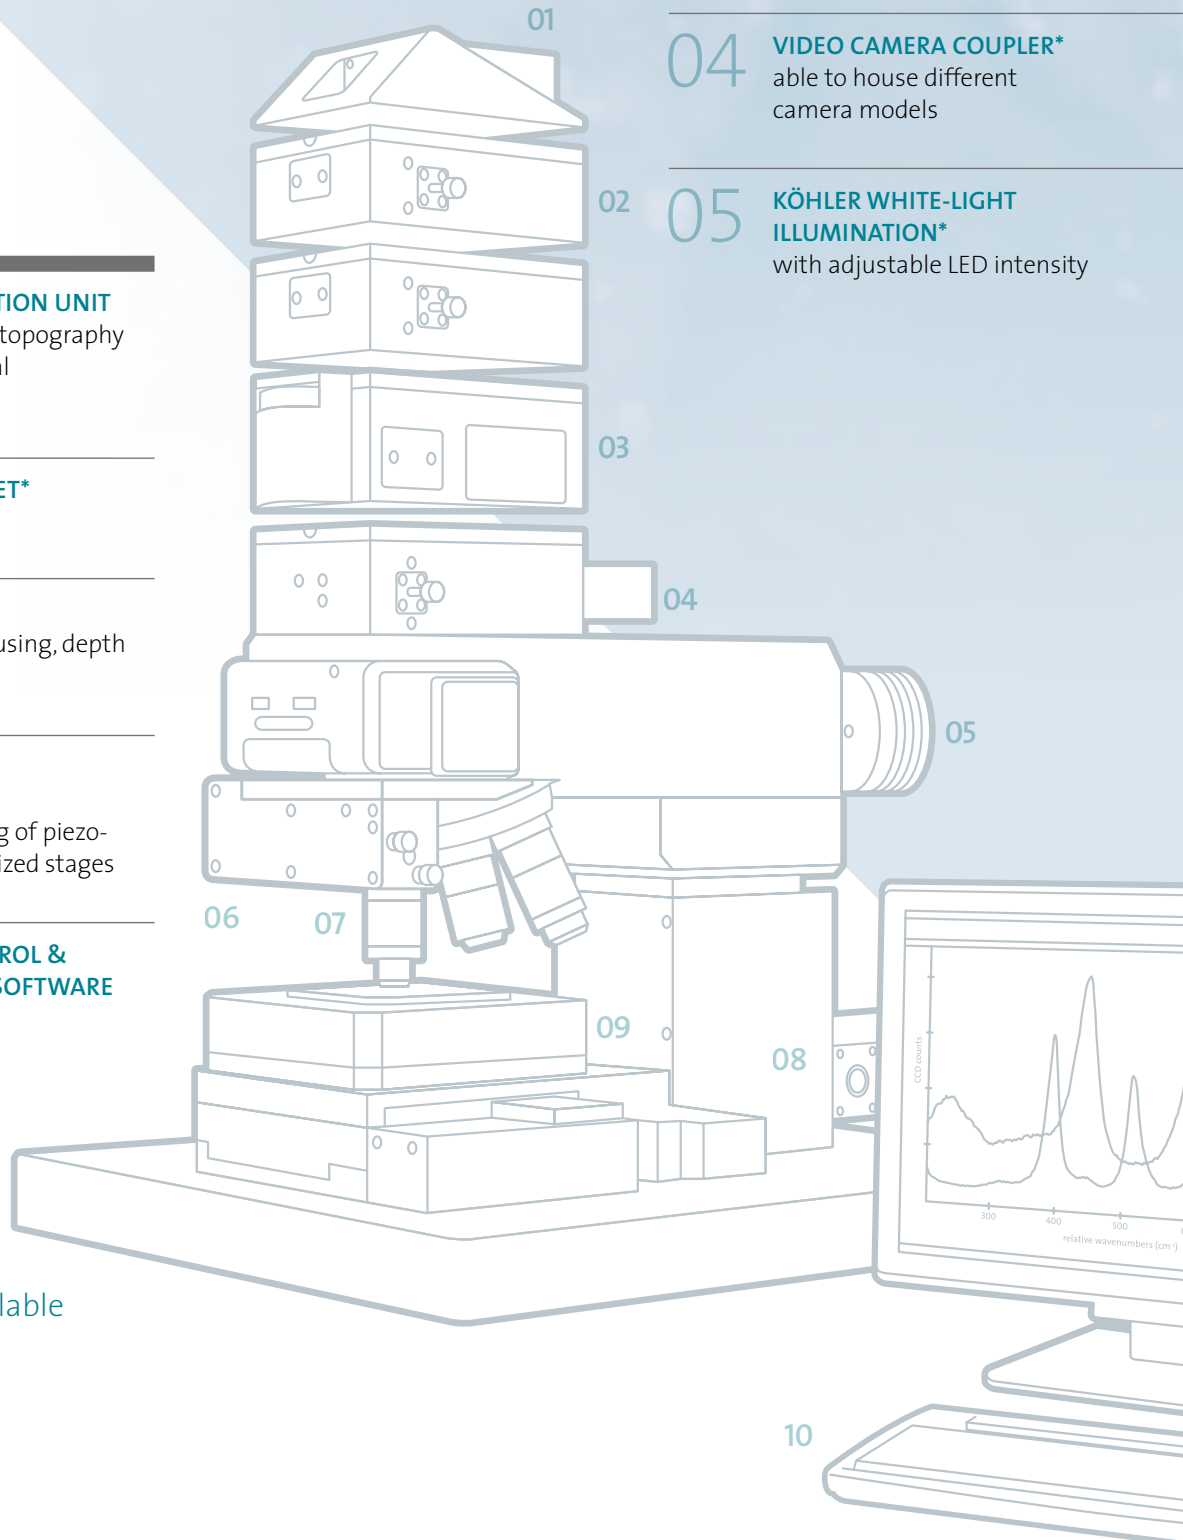 01
04
VIDEO CAMERA COUPLER*
able to house different
camera models
02
05
KÖHLER WHITE-LIGHT
ILLUMINATION*
with adjustable LED intensity
TION UNIT
topography
03
ET*
04
using, depth
05
g of piezo-
ized stages
06
07
ROL &
SOFTWARE
09
08
CCD counts
300
400
500
relative wavenumbers (cm⁻¹)
lable
10